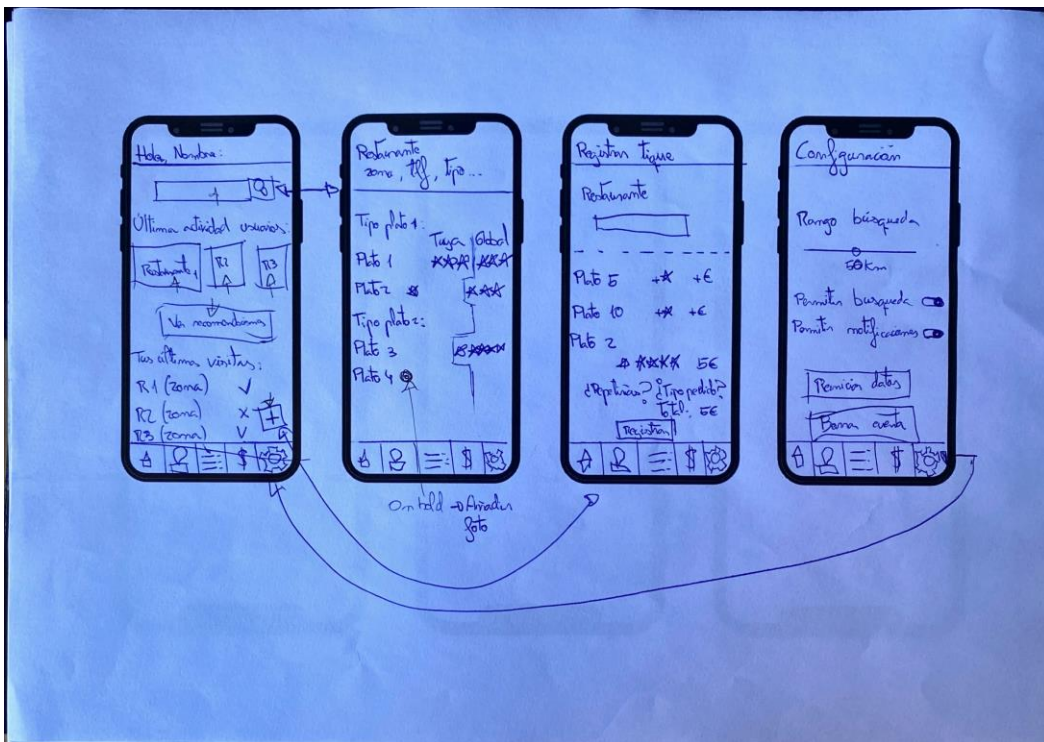 Hola, Nombre:
Última actividad usuarios:
Restaurante 1
R2
R3
Ver recomendaciones
Tus últimas visitas:
R1 (zona)
R2 (zona) X
R3 (zona)
+
$
Restaurante
zona, tlf, tipo...
Tipo plato 1:
Tuya Global
Plato 1
Plato 2
Tipo plato 2:
Plato 3
Plato 4
$
On hold → Añadir
foto
Registrar tique
Restaurante
Plato 5 +☆ +€
Plato 10 +☆ +€
Plato 2
5€
¿Repetirías? ¿Tipo pedido?
Total: 5€
Registrar
$
Configuración
Rango búsqueda
50km
Permitir busqueda
Permitir notificaciones
Reiniciar datos
Borrar cuenta
$